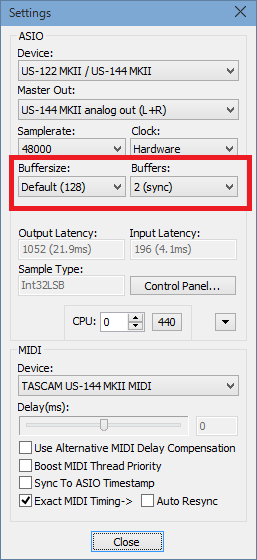 Settings
ASIO
Device:
US-122 MKII / US-144 MKII
Master Out:
US-144 MKII analog out (L+R)
Samplerate: Clock:
48000 Hardware
Buffersize: Buffers:
Default (128) 2 (sync)
Output Latency: Input Latency:
1052 (21.9ms) 196 (4.1ms)
Sample Type:
Int32LSB Control Panel...
CPU: 0 440
MIDI
Device:
TASCAM US-144 MKII MIDI
Delay(ms):
0
Use Alternative MIDI Delay Compensation
Boost MIDI Thread Priority
Sync To ASIO Timestamp
Exact MIDI Timing-> Auto Resync
Close